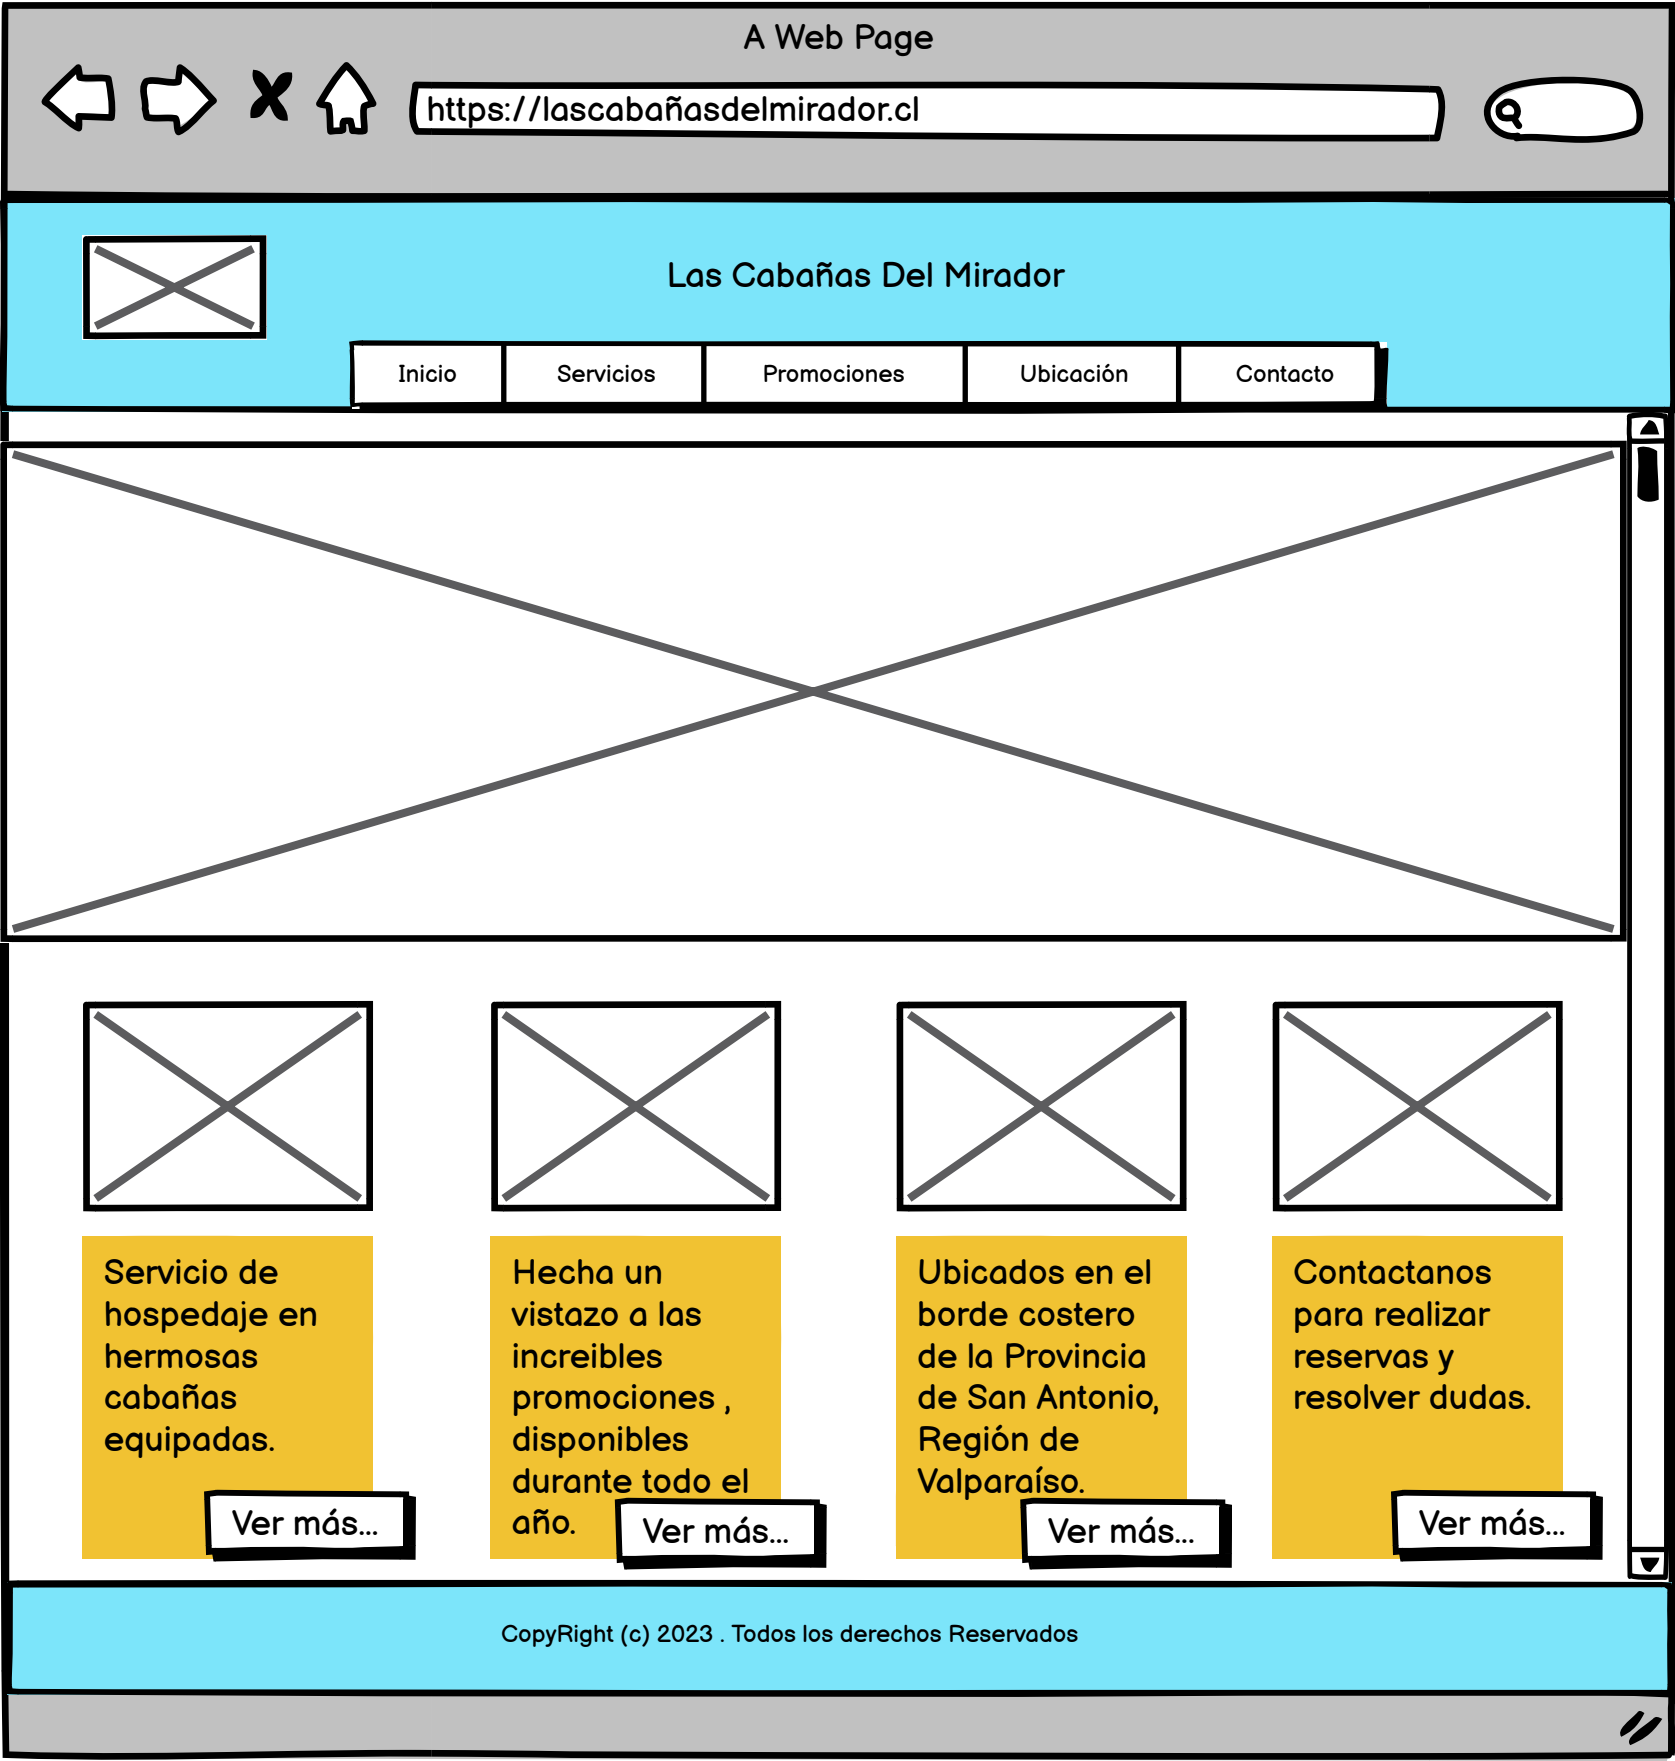 A Web Page
https://lascabañasdelmirador.cl
Las Cabañas Del Mirador
Inicio Servicios Promociones Ubicación Contacto
Servicio de
hospedaje en
hermosas
cabañas
equipadas.
Ver más...
Hecha un
vistazo a las
increibles
promociones ,
disponibles
durante todo el
año.
Ver más...
Ubicados en el
borde costero
de la Provincia
de San Antonio,
Región de
Valparaíso.
Ver más...
Contactanos
para realizar
reservas y
resolver dudas.
Ver más...
CopyRight (c) 2023 . Todos los derechos Reservados